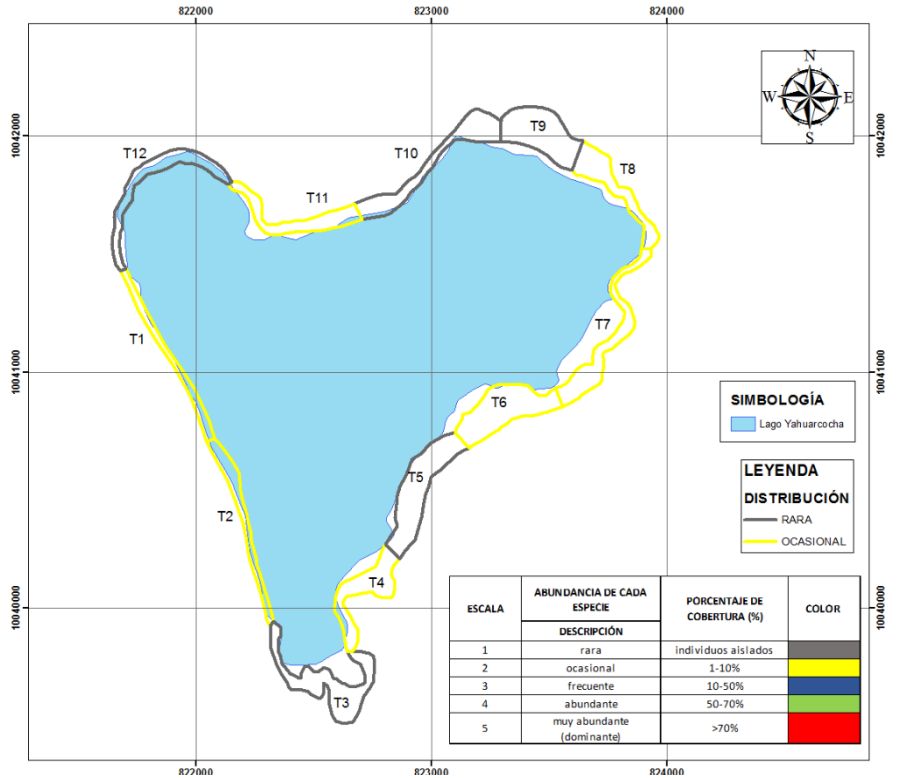 822000 823000 824000
N
W E
S
10042000 10042000
T9
T12 T10
T8
T11
T1 T7
10041000 10041000
T6
SIMBOLOGÍA
Lago Yahuarcocha
T5
LEYENDA
DISTRIBUCIÓN
RARA
OCASIONAL
T2
T4
10040000 10040000
T3
ESCALA ABUNDANCIA DE CADA ESPECIE PORCENTAJE DE COBERTURA (%) COLOR
DESCRIPCIÓN
1 rara individuos aislados
2 ocasional 1-10%
3 frecuente 10-50%
4 abundante 50-70%
5 muy abundante (dominante) >70%
822000 823000 824000